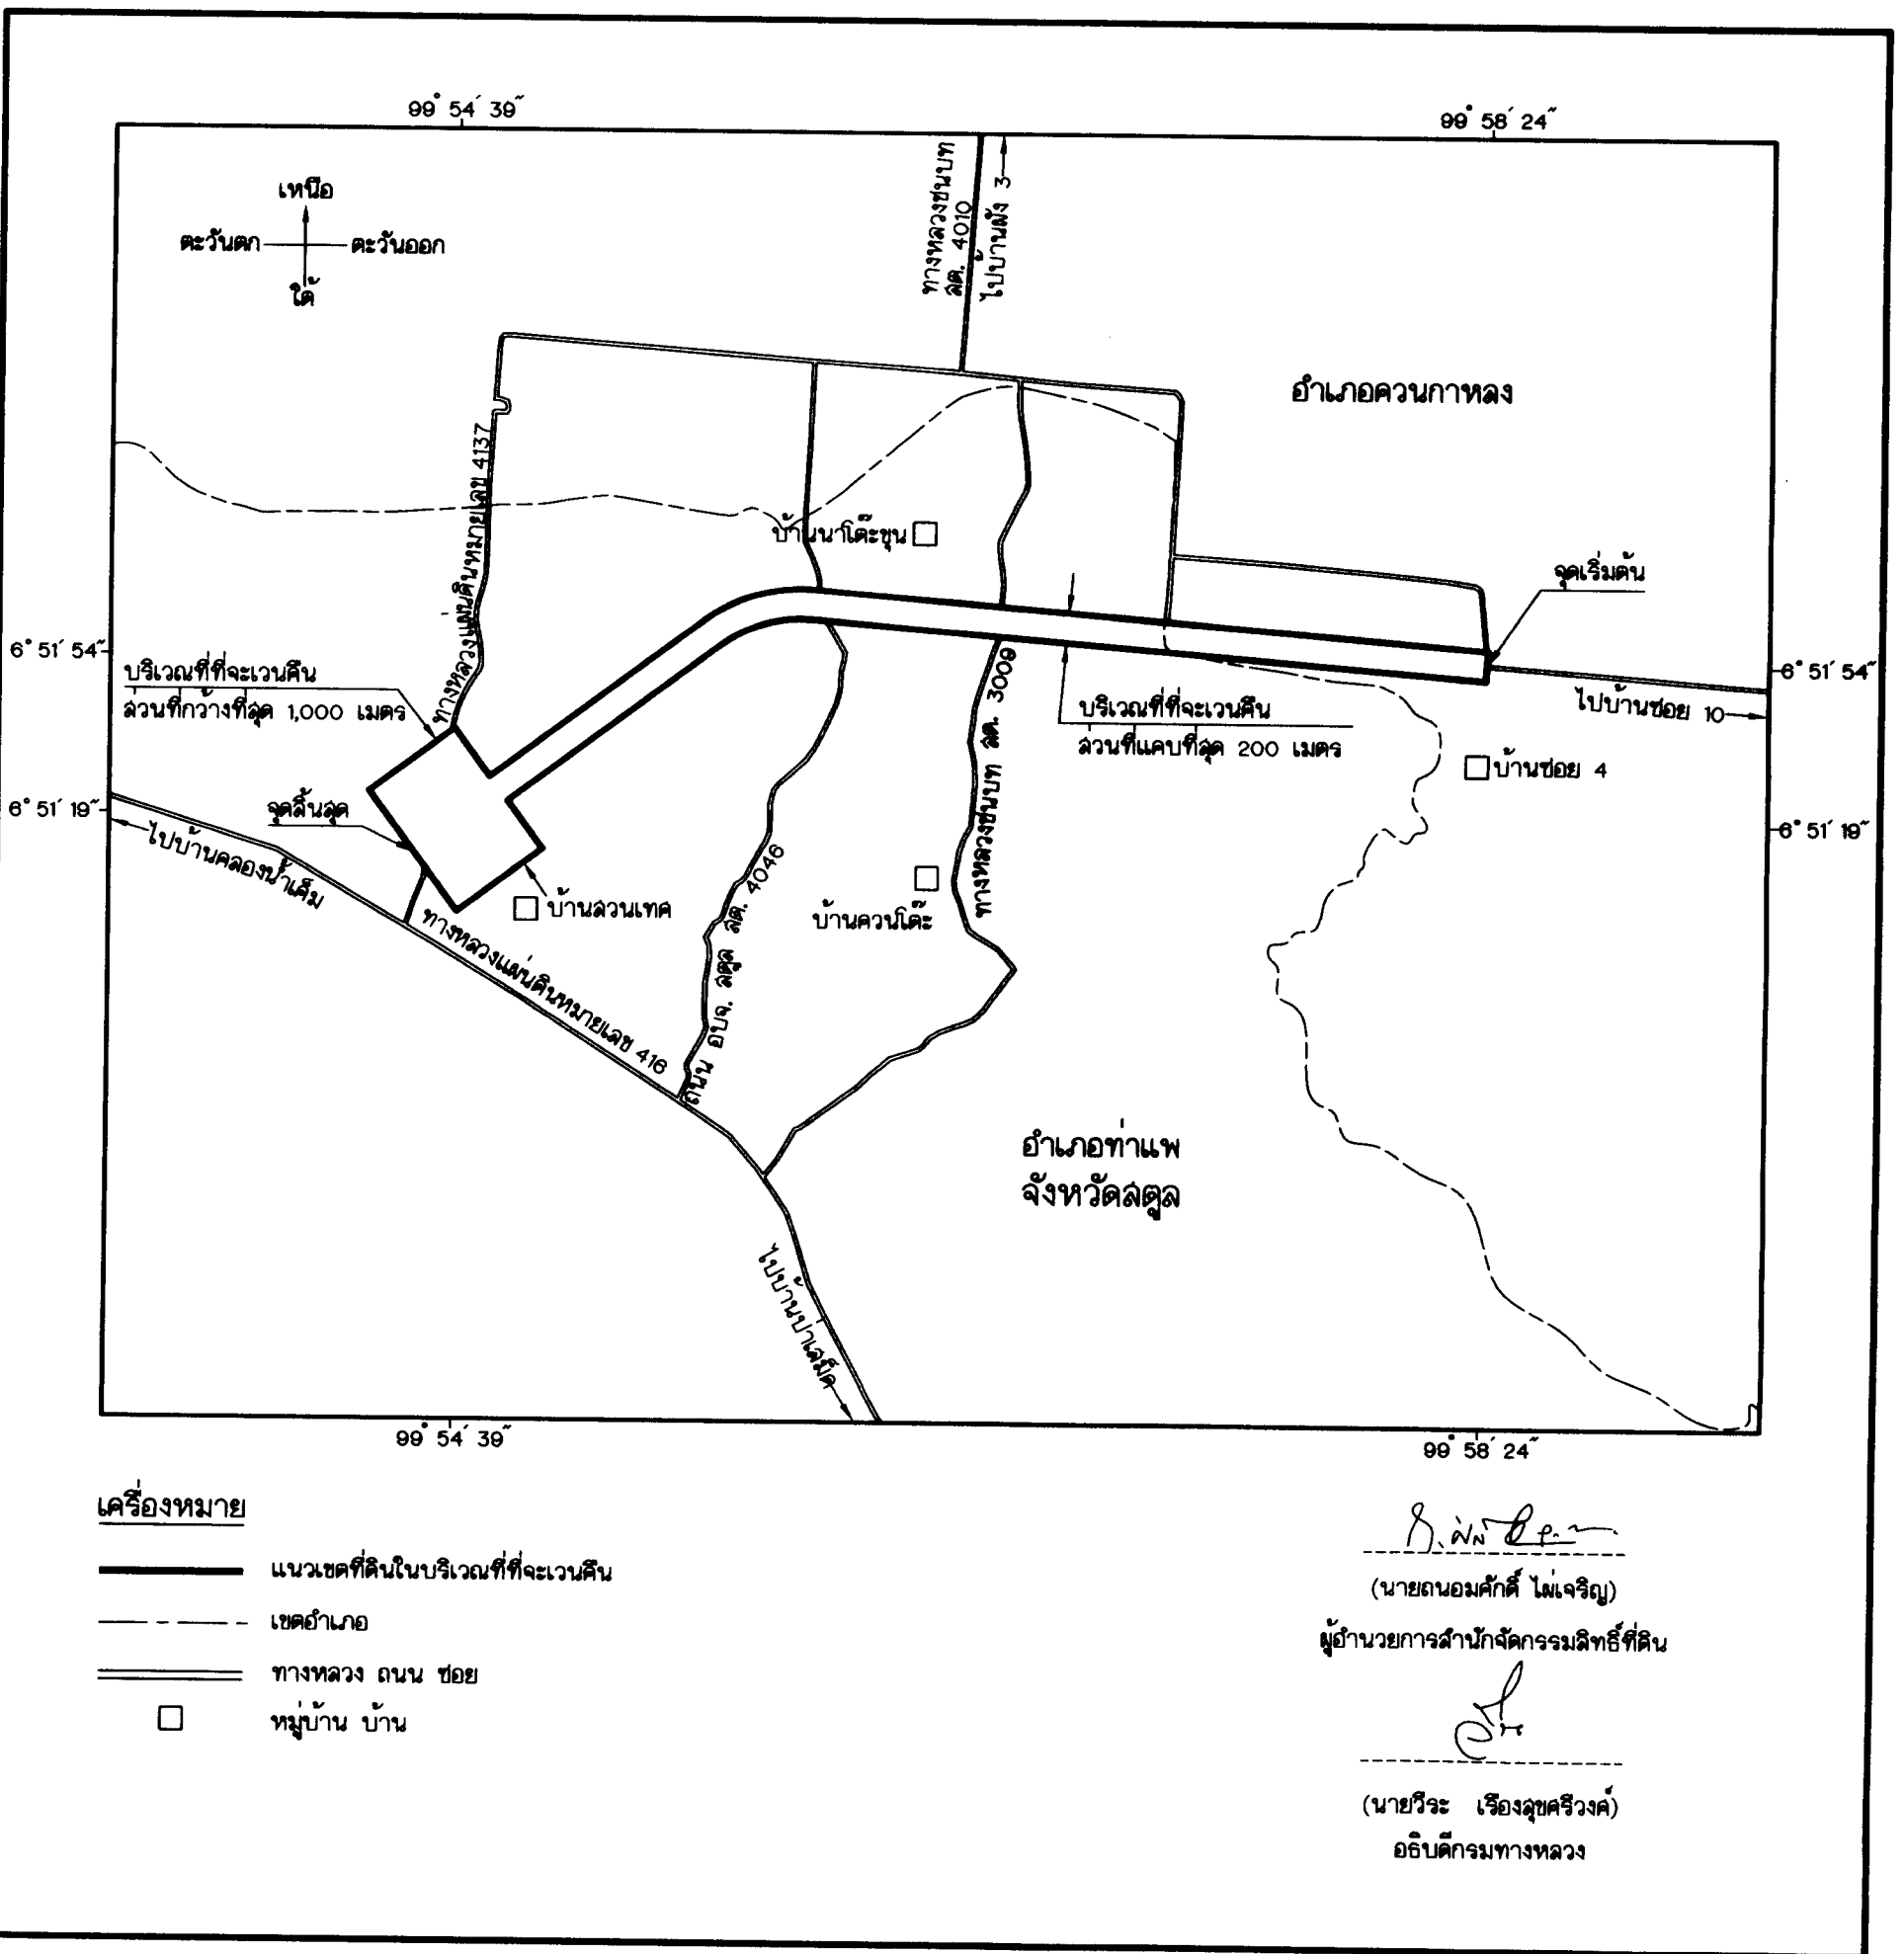 99° 54′ 39″
99° 58′ 24″
เหนือ
ตะวันตก
ตะวันออก
ใต้
ทางหลวงชนบท
สต. 4010
ไปบ้านผัง 3
อำเภอควนกาหลง
ทางหลวงแผ่นดินหมายเลข 4137
บ้านนาโต๊ะขุน
จุดเริ่มต้น
6° 51′ 54″
6° 51′ 54″
บริเวณที่ที่จะเวนคืน
ส่วนที่กว้างที่สุด 1,000 เมตร
ทางหลวงชนบท สต. 3009
บริเวณที่ที่จะเวนคืน
ส่วนที่แคบที่สุด 200 เมตร
ไปบ้านซอย 10
บ้านซอย 4
6° 51′ 19″
6° 51′ 19″
จุดสิ้นสุด
ไปบ้านคลองน้ำเค็ม
บ้านสวนเทศ
ถนน อบจ. สตูล สต. 4046
บ้านควนโต๊ะ
ทางหลวงแผ่นดินหมายเลข 416
อำเภอท่าแพ
จังหวัดสตูล
ไปบ้านป่าเสม็ด
99° 54′ 39″
99° 58′ 24″
เครื่องหมาย
แนวเขตที่ดินในบริเวณที่ที่จะเวนคืน
เขตอำเภอ
ทางหลวง ถนน ซอย
หมู่บ้าน บ้าน
(นายถนอมศักดิ์ ไผ่เจริญ)
ผู้อำนวยการสำนักจัดกรรมสิทธิ์ที่ดิน
(นายวีระ เรืองสุขศรีวงศ์)
อธิบดีกรมทางหลวง